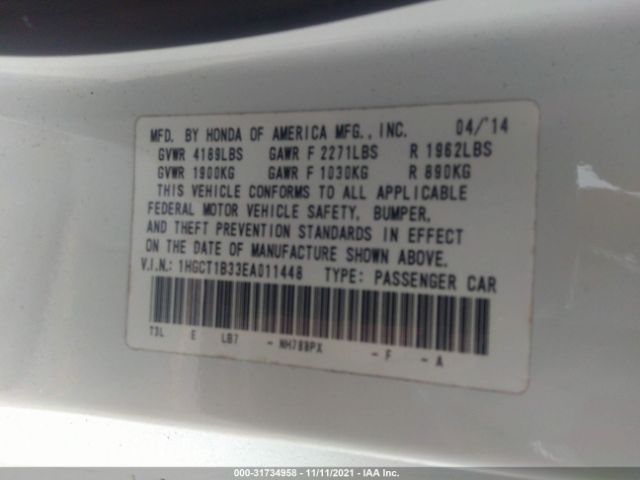 MFD. BY HONDA OF AMERICA MFG., INC. 04/'14
GVWR 4189LBS GAWR F 2271LBS R 1962LBS
GVWR 1900KG GAWR F 1030KG R 890KG
THIS VEHICLE CONFORMS TO ALL APPLICABLE
FEDERAL MOTOR VEHICLE SAFETY, BUMPER,
AND THEFT PREVENTION STANDARDS IN EFFECT
ON THE DATE OF MANUFACTURE SHOWN ABOVE.
V.I.N.: 1HGCT1B33EA011448 TYPE: PASSENGER CAR
T3L E LB7 - NH788PX - F - A
000-31734958 - 11/11/2021 - IAA Inc.